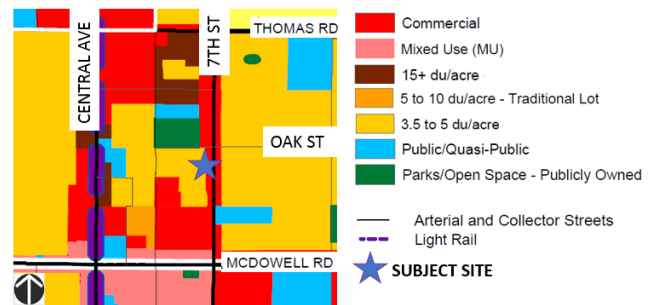 THOMAS RD
CENTRAL AVE
7TH ST
OAK ST
MCDOWELL RD
Commercial
Mixed Use (MU)
15+ du/acre
5 to 10 du/acre - Traditional Lot
3.5 to 5 du/acre
Public/Quasi-Public
Parks/Open Space - Publicly Owned
Arterial and Collector Streets
Light Rail
SUBJECT SITE